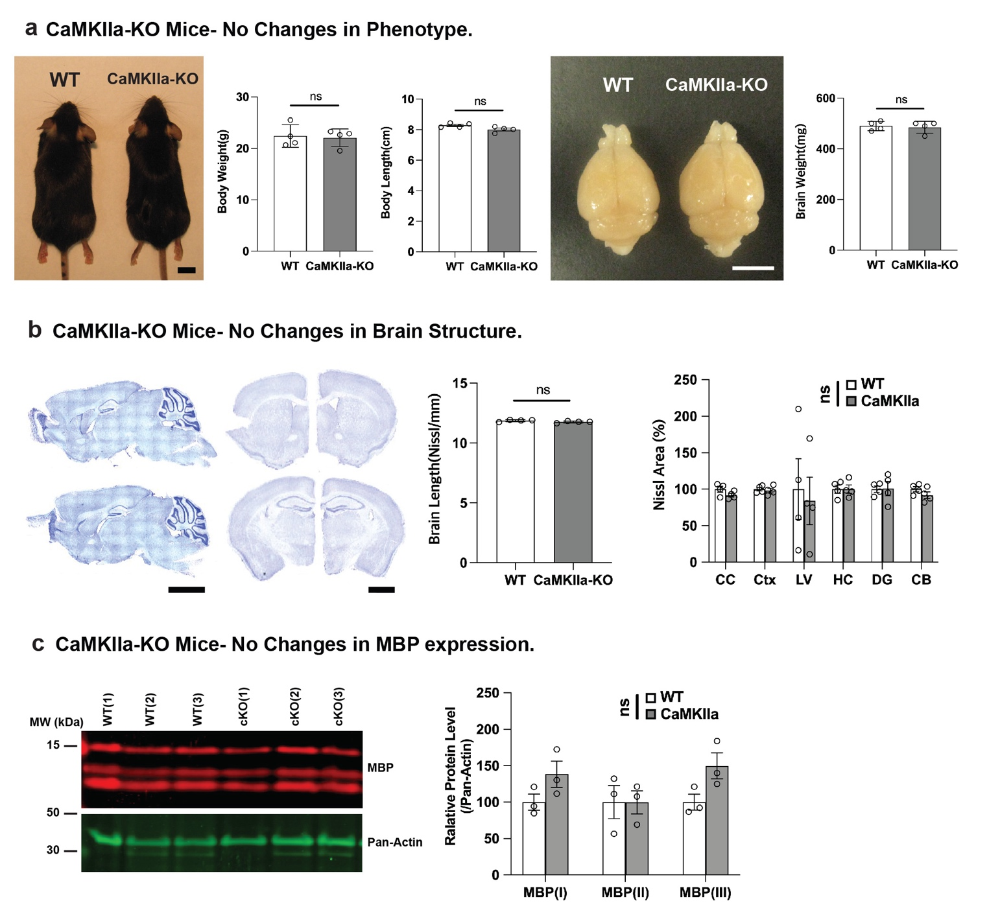 a CaMKIIa-KO Mice- No Changes in Phenotype.
WT CaMKIIa-KO
Body Weight(g)
30
20
10
0
ns
WT CaMKIIa-KO
Body Length(cm)
10
8
6
4
2
0
ns
WT CaMKIIa-KO
WT CaMKIIa-KO
Brain Weight(mg)
600
400
200
0
ns
WT CaMKIIa-KO
b CaMKIIa-KO Mice- No Changes in Brain Structure.
Brain Length(Nissl/mm)
15
10
5
0
ns
WT CaMKIIa-KO
Nissl Area (%)
250
200
150
100
50
0
ns
WT
CaMKIIa
CC Ctx LV HC DG CB
c CaMKIIa-KO Mice- No Changes in MBP expression.
MW (kDa) WT(1) WT(2) WT(3) cKO(1) cKO(2) cKO(3)
15
MBP
50
30
Pan-Actin
Ralative Protein Level
(/Pan-Actin)
250
200
150
100
50
0
ns
WT
CaMKIIa
MBP(I) MBP(II) MBP(III)